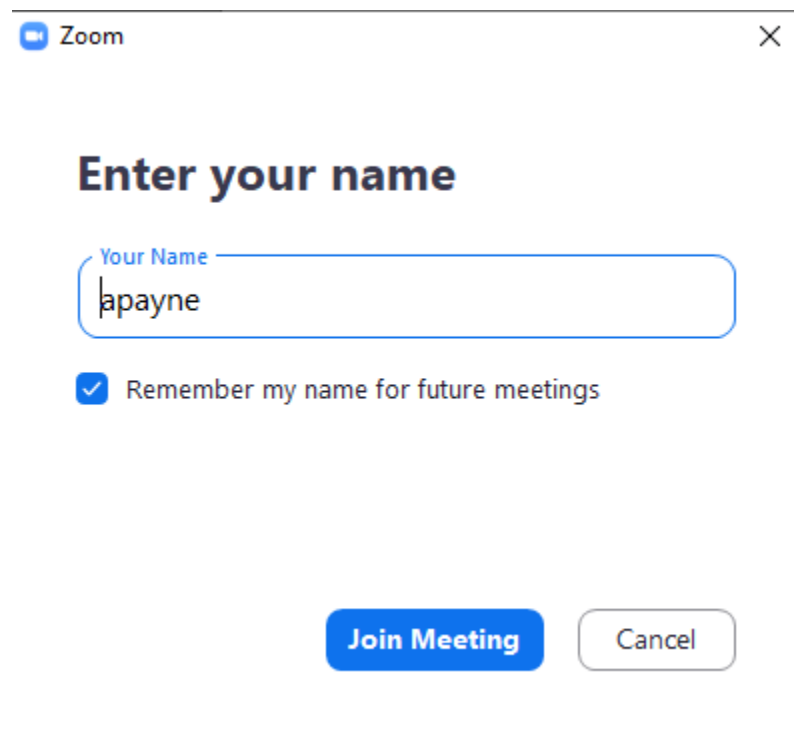 Zoom
Enter your name
Your Name
apayne
Remember my name for future meetings
Join Meeting Cancel